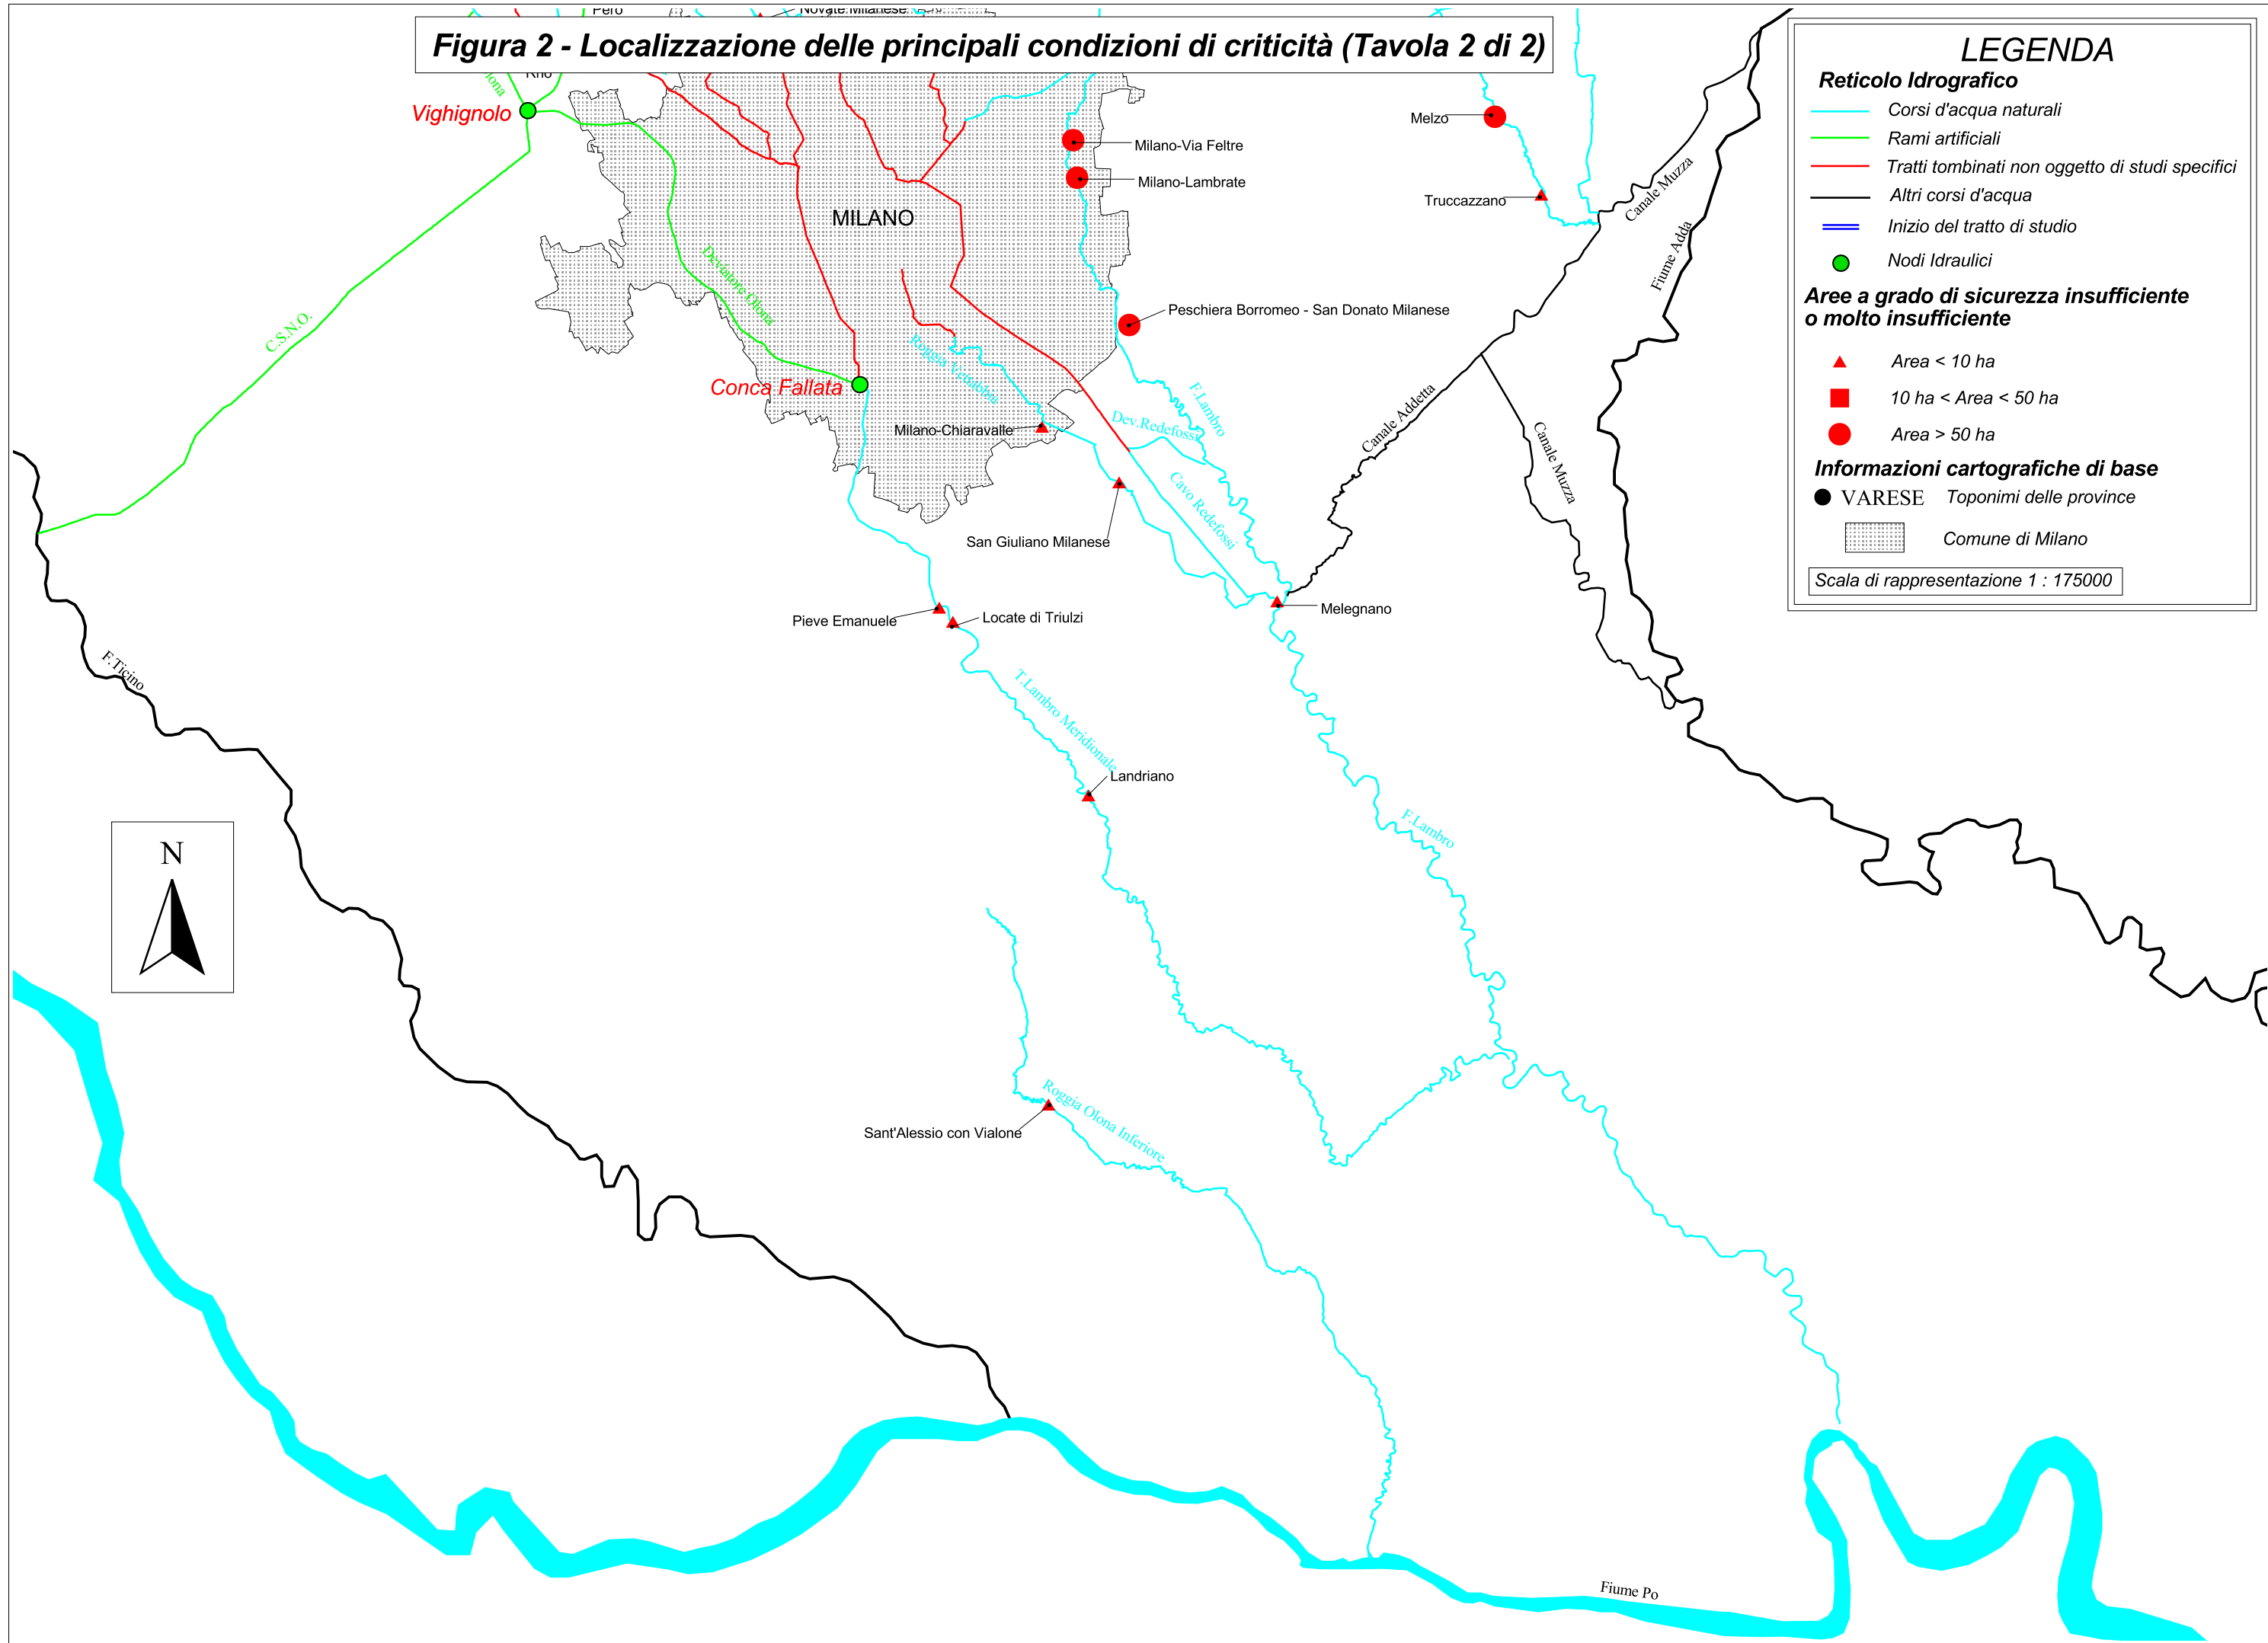 Pero
Novate Milanese
Figura 2 - Localizzazione delle principali condizioni di criticità (Tavola 2 di 2)
Rho
Vighignolo
Milano-Via Feltre
Milano-Lambrate
MILANO
Melzo
Truccazzano
Canale Muzza
Fiume Adda
Deviatore Olona
C.S.N.O.
Peschiera Borromeo - San Donato Milanese
Roggia Vettabbia
Conca Fallata
F.Lambro
Dev.Redefossi
Canale Addetta
Milano-Chiaravalle
Canale Muzza
Cavo Redefossi
San Giuliano Milanese
Melegnano
Pieve Emanuele
Locate di Triulzi
F.Ticino
T.Lambro Meridionale
Landriano
F.Lambro
N
Roggia Olona Inferiore
Sant'Alessio con Vialone
Fiume Po
LEGENDA
Reticolo Idrografico
Corsi d'acqua naturali
Rami artificiali
Tratti tombinati non oggetto di studi specifici
Altri corsi d'acqua
Inizio del tratto di studio
Nodi Idraulici
Aree a grado di sicurezza insufficiente
o molto insufficiente
Area < 10 ha
10 ha < Area < 50 ha
Area > 50 ha
Informazioni cartografiche di base
VARESE Toponimi delle province
Comune di Milano
Scala di rappresentazione 1 : 175000